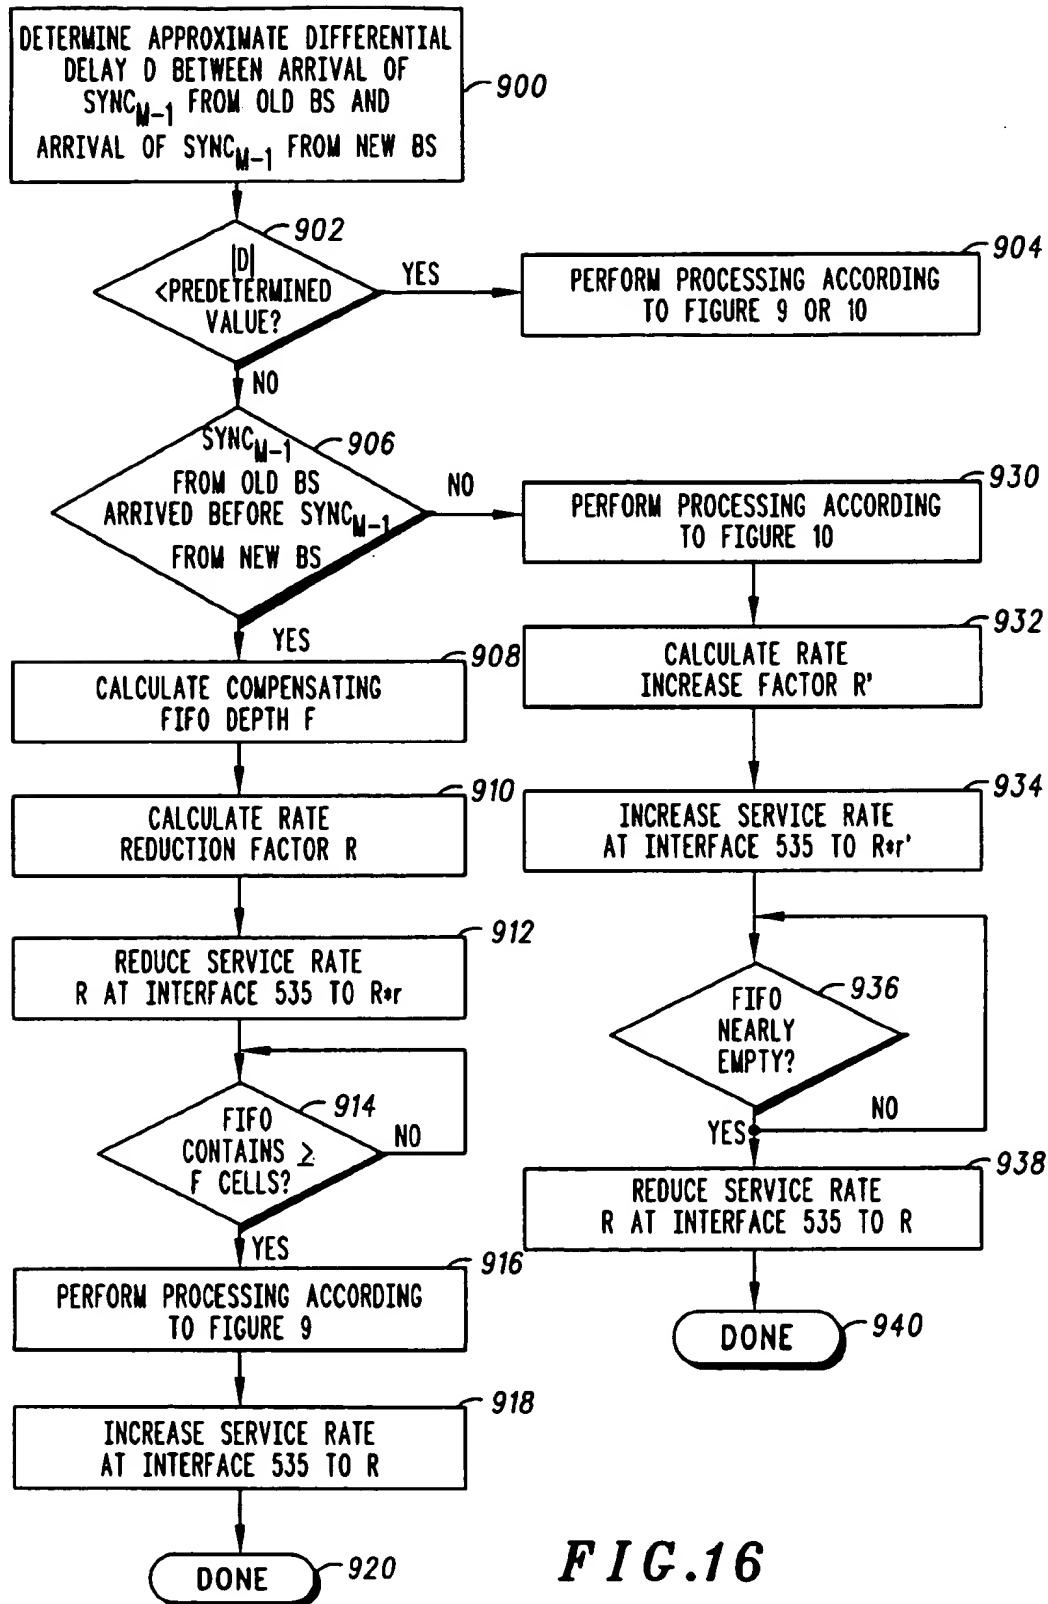 DETERMINE APPROXIMATE DIFFERENTIAL
DELAY D BETWEEN ARRIVAL OF
SYNC_M-1 FROM OLD BS AND
ARRIVAL OF SYNC_M-1 FROM NEW BS
900
902
|D|
<PREDETERMINED
VALUE?
YES
NO
904
PERFORM PROCESSING ACCORDING
TO FIGURE 9 OR 10
906
SYNC_M-1
FROM OLD BS
ARRIVED BEFORE SYNC_M-1
FROM NEW BS
NO
YES
930
PERFORM PROCESSING ACCORDING
TO FIGURE 10
932
CALCULATE RATE
INCREASE FACTOR R'
934
INCREASE SERVICE RATE
AT INTERFACE 535 TO R*r'
936
FIFO
NEARLY
EMPTY?
NO
YES
938
REDUCE SERVICE RATE
R AT INTERFACE 535 TO R
DONE
940
908
CALCULATE COMPENSATING
FIFO DEPTH F
910
CALCULATE RATE
REDUCTION FACTOR R
912
REDUCE SERVICE RATE
R AT INTERFACE 535 TO R*r
914
FIFO
CONTAINS ≥
F CELLS?
NO
YES
916
PERFORM PROCESSING ACCORDING
TO FIGURE 9
918
INCREASE SERVICE RATE
AT INTERFACE 535 TO R
DONE
920
FIG.16